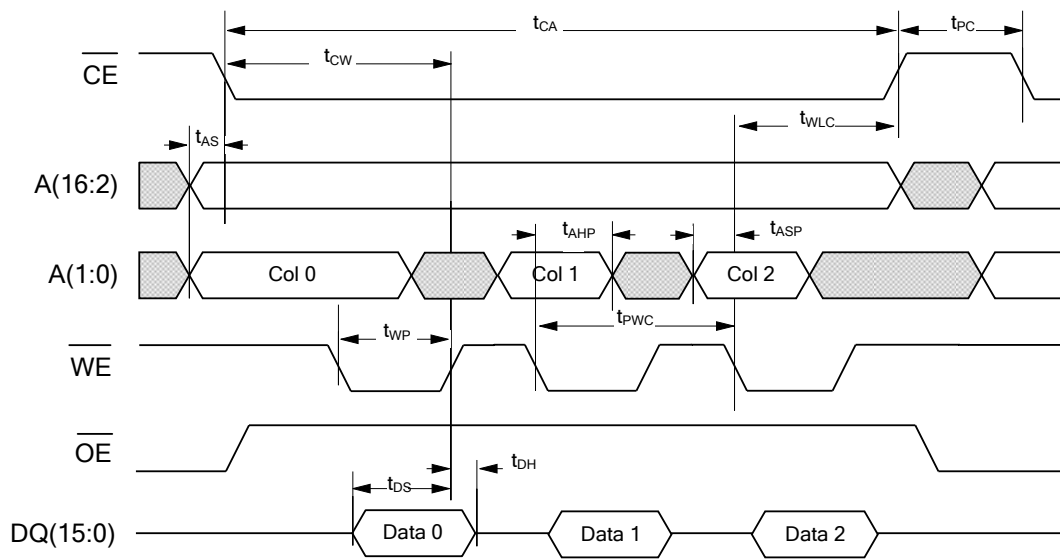 tCA
tPC
tCW
CE
tWLC
tAS
A(16:2)
tAHP
tASP
A(1:0)
Col 0
Col 1
Col 2
tPWC
tWP
WE
OE
tDH
tDS
DQ(15:0)
Data 0
Data 1
Data 2